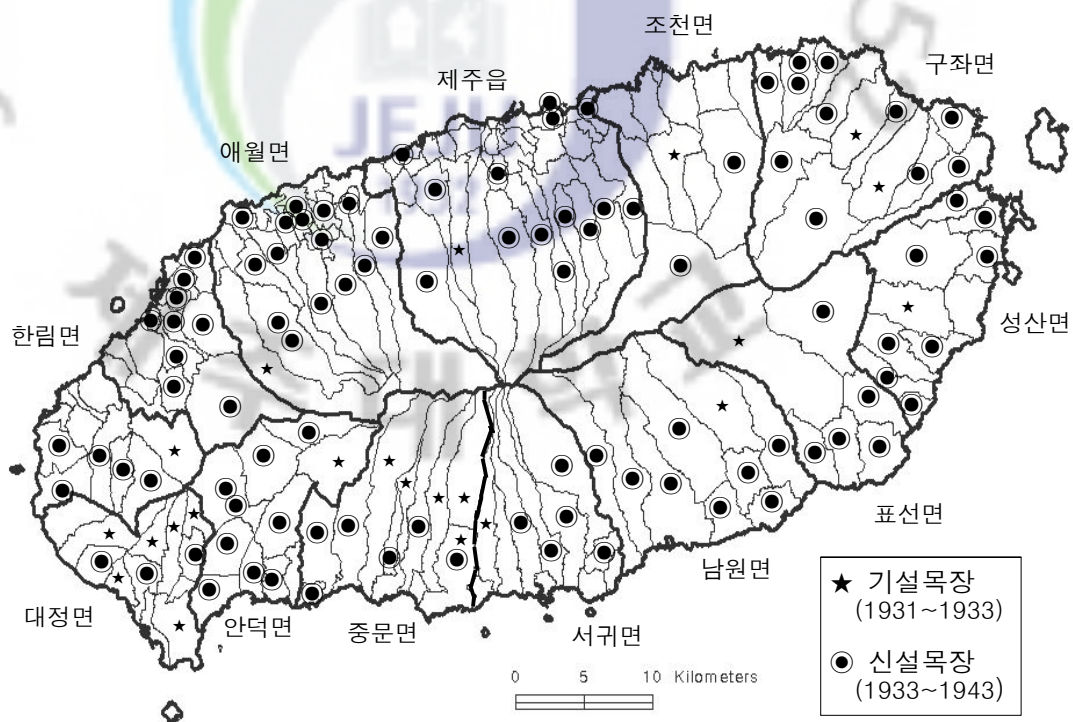 조천면
구좌면
제주읍
애월면
JEJU
1952
한림면
성산면
표선면
남원면
대정면
안덕면
중문면
서귀면
0 5 10 Kilometers
★ 기설목장
(1931~1933)
신설목장
(1933~1943)